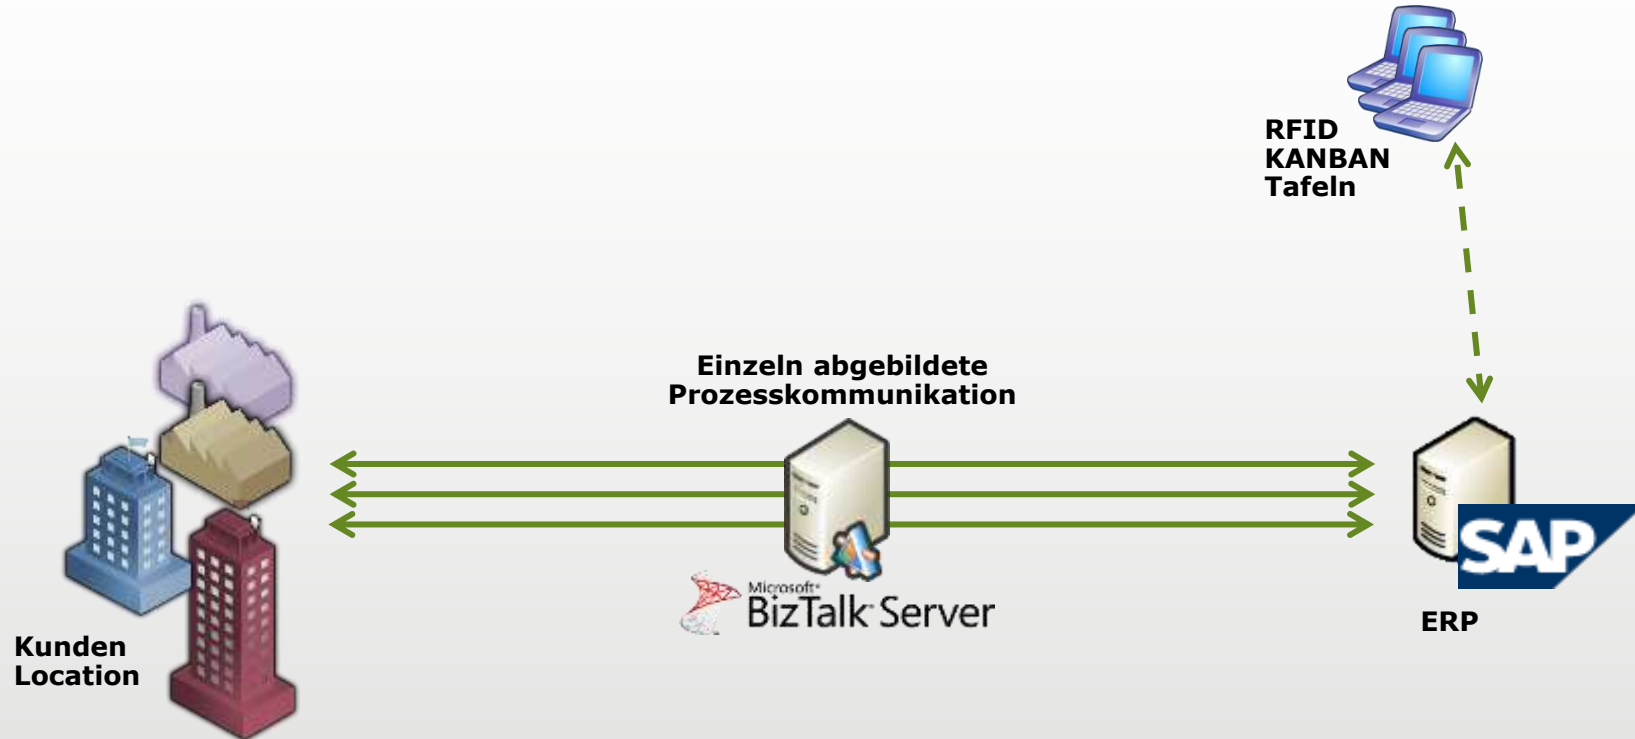 RFID
KANBAN
Tafeln
Einzeln abgebildete
Prozesskommunikation
Microsoft®
BizTalk® Server
SAP
ERP
Kunden
Location